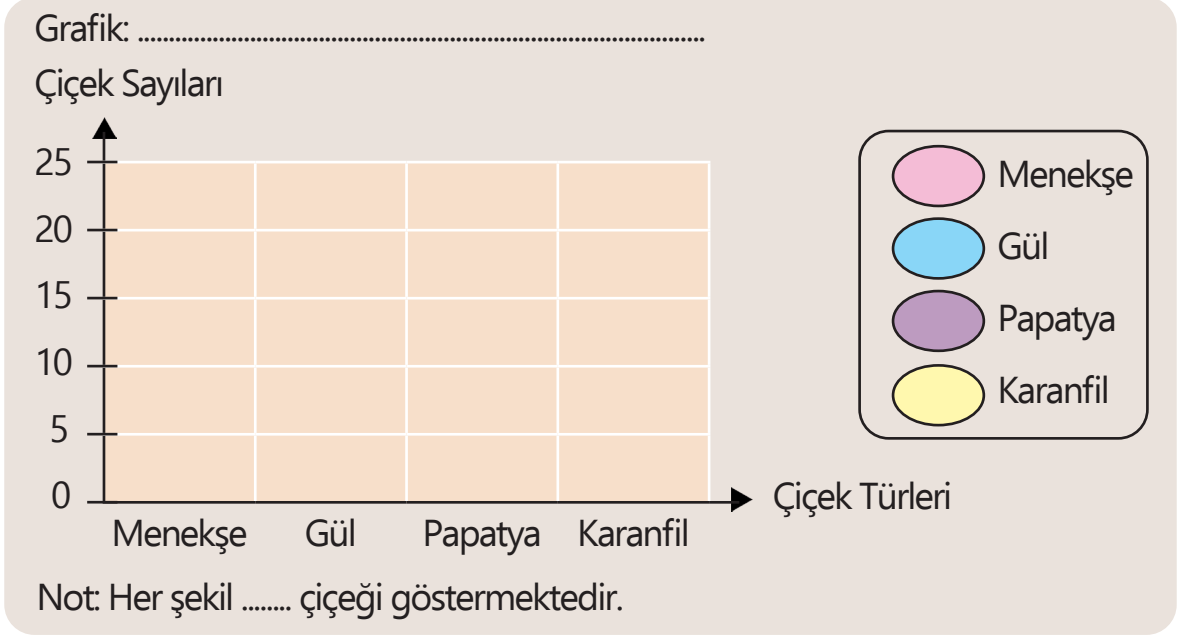 Grafik: ............................................................................................
Çiçek Sayıları
25
20
15
10
5
0
Menekşe Gül Papatya Karanfil
Çiçek Türleri
Menekşe
Gül
Papatya
Karanfil
Not: Her şekil ........ çiçeği göstermektedir.